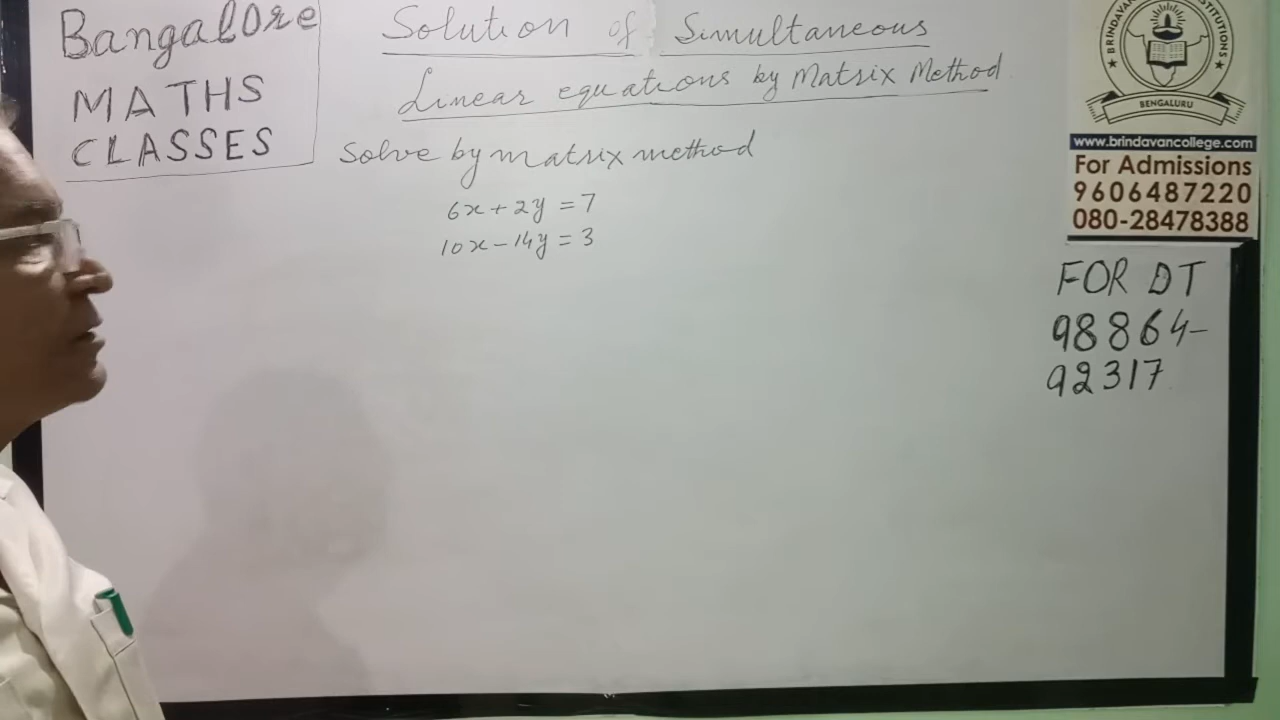 Bangalore
MATHS
CLASSES
Solution of Simultaneous
Linear equations by Matrix Method
Solve by matrix method
6x + 2y = 7
10x - 14y = 3
BRINDAVAN
BENGALURU
www.brindavancollege.com
For Admissions
9606487220
080-28478388
FOR DT
98864-
92317